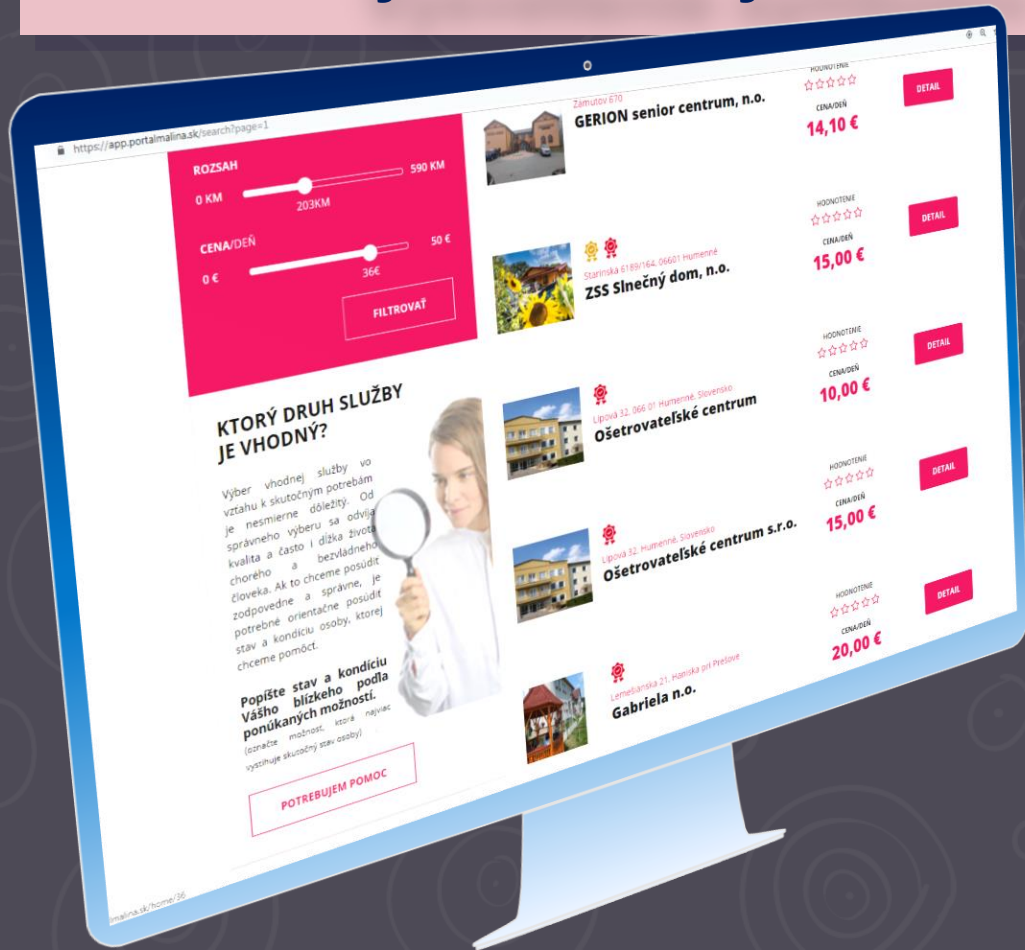 https://app.portalmalina.sk/search?page=1
ROZSAH
0 KM
590 KM
203KM
CENA/DEŇ
0 €
50 €
36€
FILTROVAŤ
KTORÝ DRUH SLUŽBY
JE VHODNÝ?
Výber vhodnej služby vo
vzťahu k skutočným potrebám
je nesmierne dôležitý. Od
správneho výberu sa odvíja
kvalita a často i dĺžka života
chorého a bezvládneho
človeka. Ak to chceme posúdiť
zodpovedne a správne, je
potrebné orientačne posúdiť
stav a kondíciu osoby, ktorej
chceme pomôcť.
Popíšte stav a kondíciu
Vášho blízkeho podľa
ponúkaných možností.
(označte možnosť, ktorá najviac
vystihuje skutočný stav osoby)
POTREBUJEM POMOC
Zámutov 670
GERION senior centrum, n.o.
HODNOTENIE
CENA/DEŇ
14,10 €
DETAIL
Starinská 6189/164, 06601 Humenné
ZSS Slnečný dom, n.o.
HODNOTENIE
CENA/DEŇ
15,00 €
DETAIL
Lipová 32, 066 01 Humenné, Slovensko
Ošetrovateľské centrum
HODNOTENIE
CENA/DEŇ
10,00 €
DETAIL
Lipová 32, Humenné, Slovensko
Ošetrovateľské centrum s.r.o.
HODNOTENIE
CENA/DEŇ
15,00 €
DETAIL
Lemešianska 21, Haniska pri Prešove
Gabriela n.o.
HODNOTENIE
CENA/DEŇ
20,00 €
DETAIL
lmalina.sk/home/36